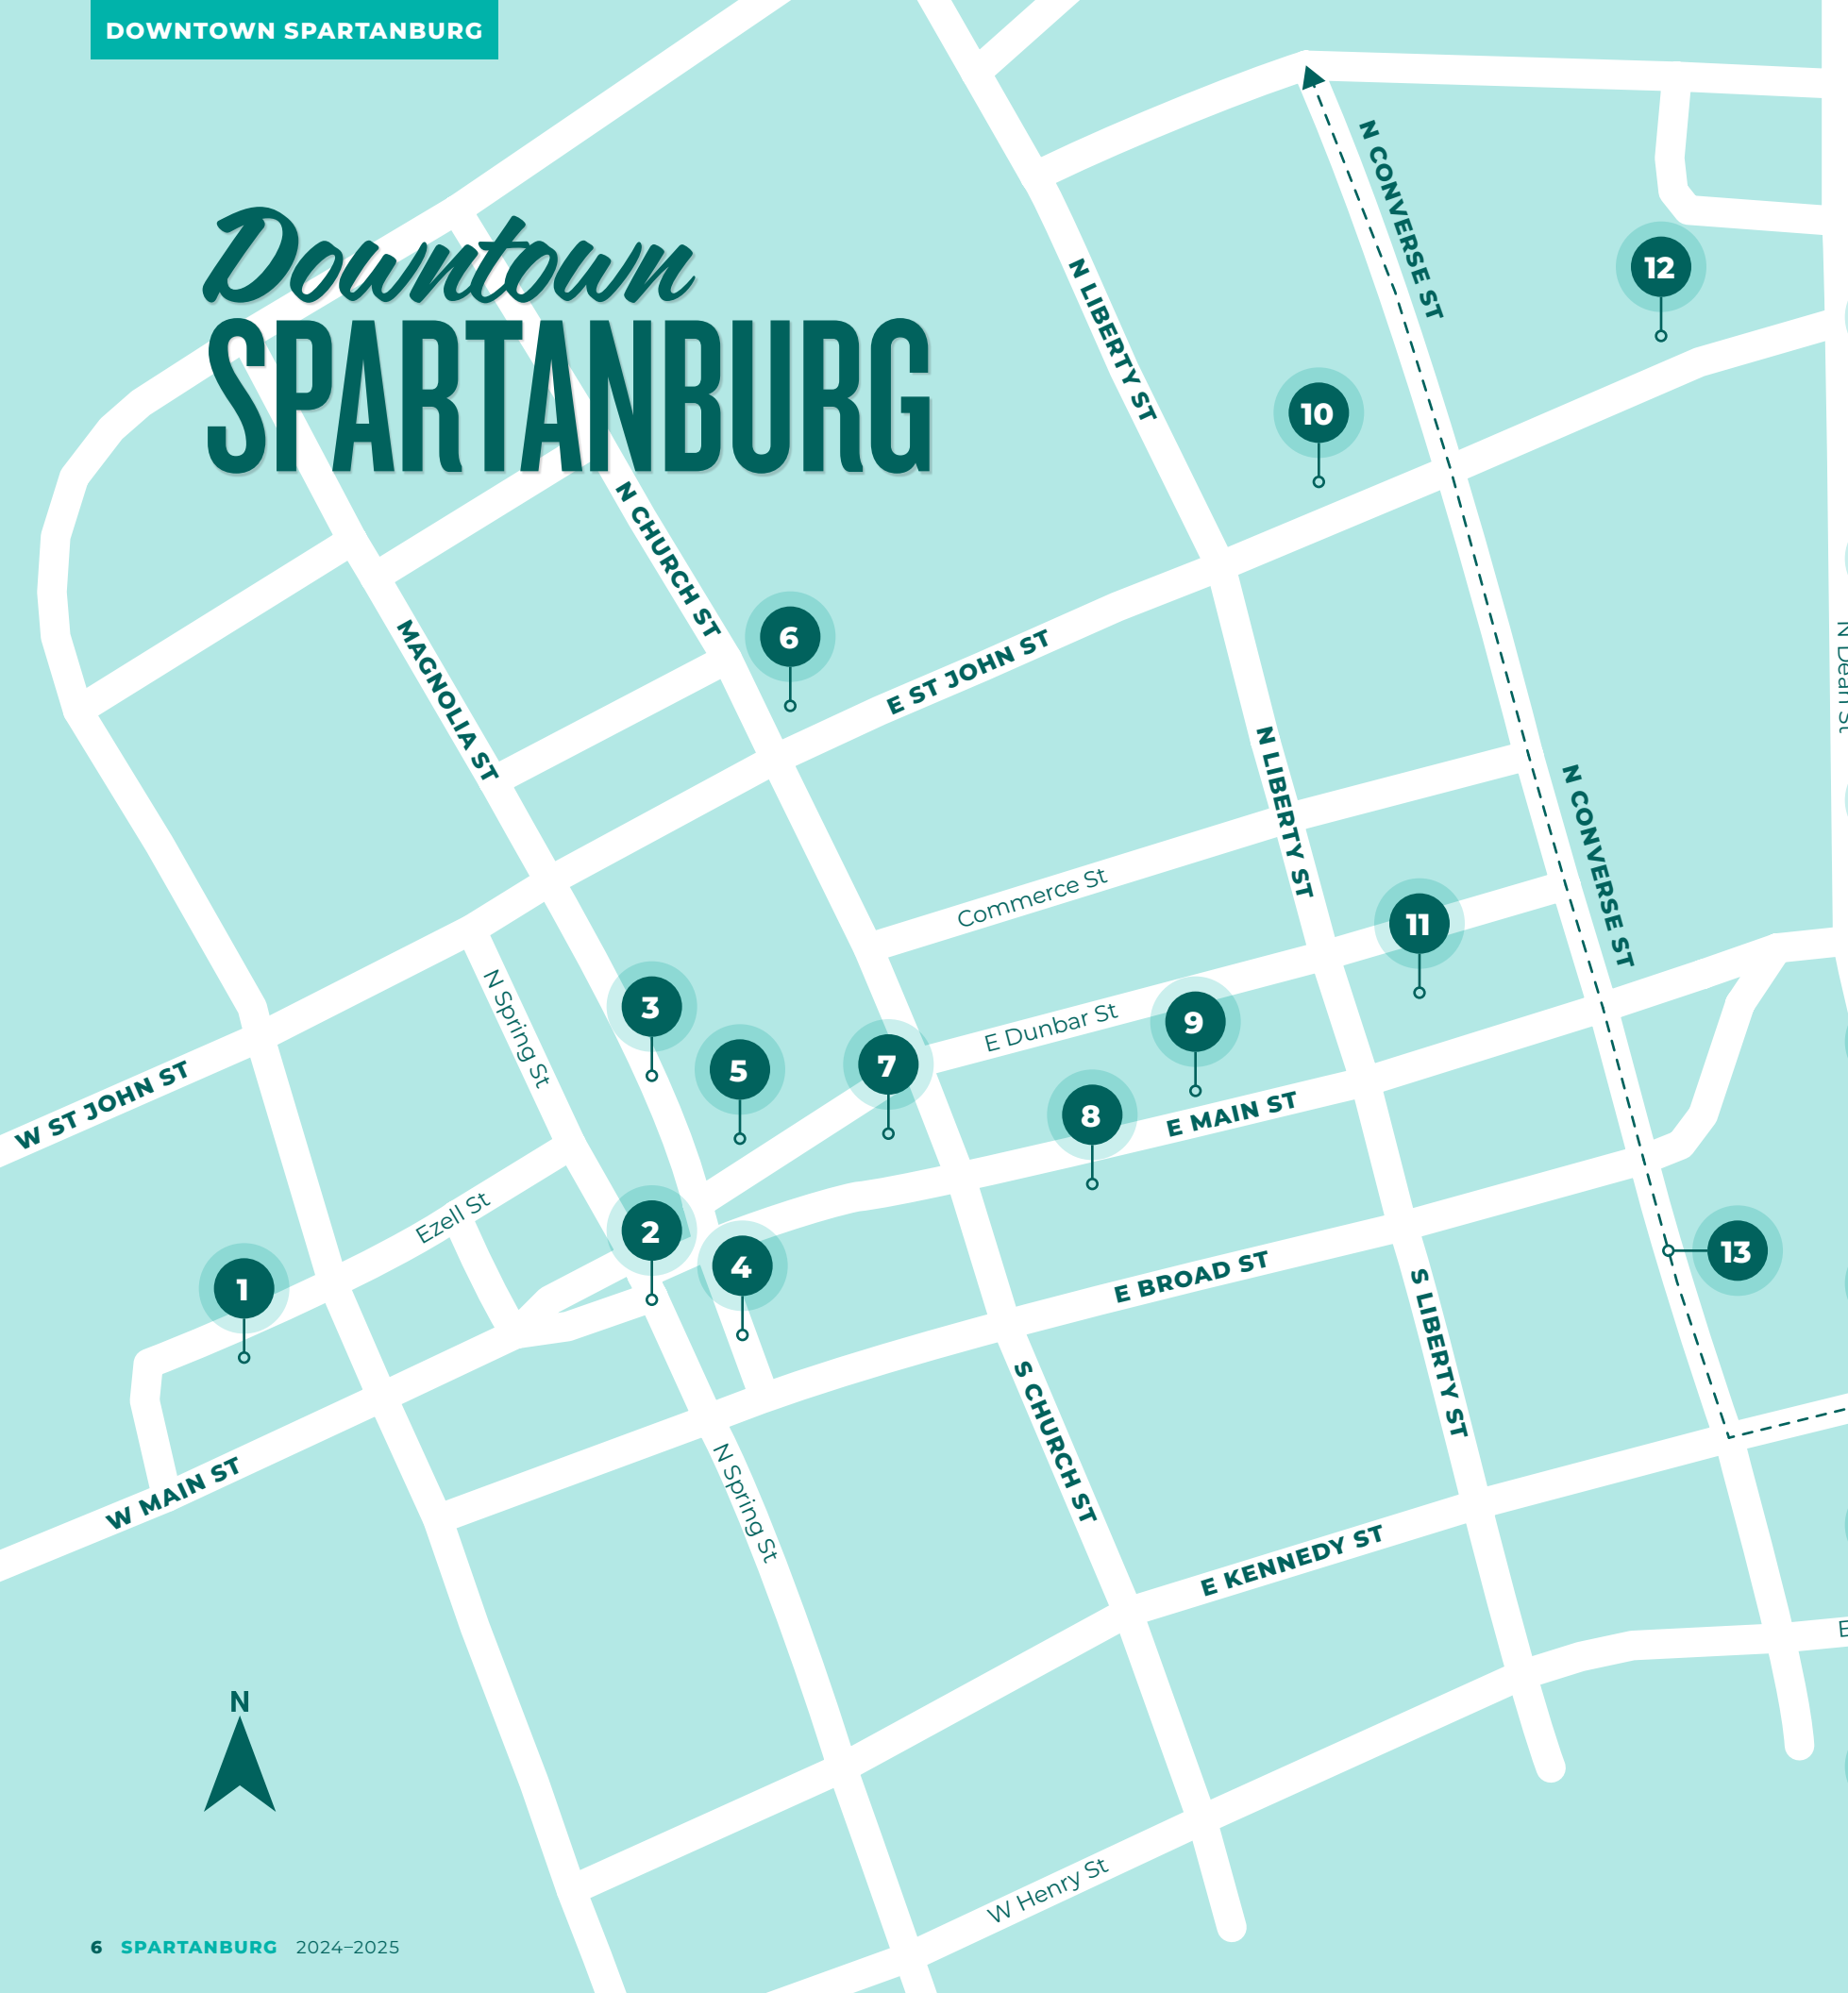 DOWNTOWN SPARTANBURG
Downtown
SPARTANBURG
N CONVERSE ST
12
N LIBERTY ST
10
N CHURCH ST
6
MAGNOLIA ST
E ST JOHN ST
N Dean St
N LIBERTY ST
N CONVERSE ST
Commerce St
11
3
N Spring St
E Dunbar St
9
5
7
W ST JOHN ST
8
E MAIN ST
Ezell St
2
4
13
1
E BROAD ST
S LIBERTY ST
S CHURCH ST
N Spring St
W MAIN ST
E KENNEDY ST
N
W Henry St
6 SPARTANBURG 2024–2025